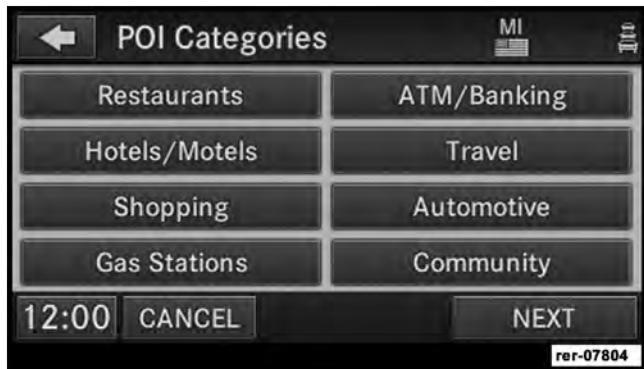 POI Categories MI
Restaurants ATM/Banking
Hotels/Motels Travel
Shopping Automotive
Gas Stations Community
12:00 CANCEL NEXT
rer-07804